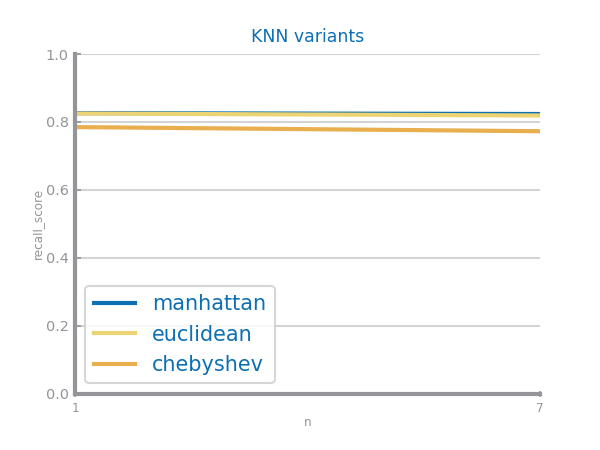 KNN variants
1.0
0.8
0.6
0.4
0.2
0.0
recall_score
manhattan
euclidean
chebyshev
1
7
n